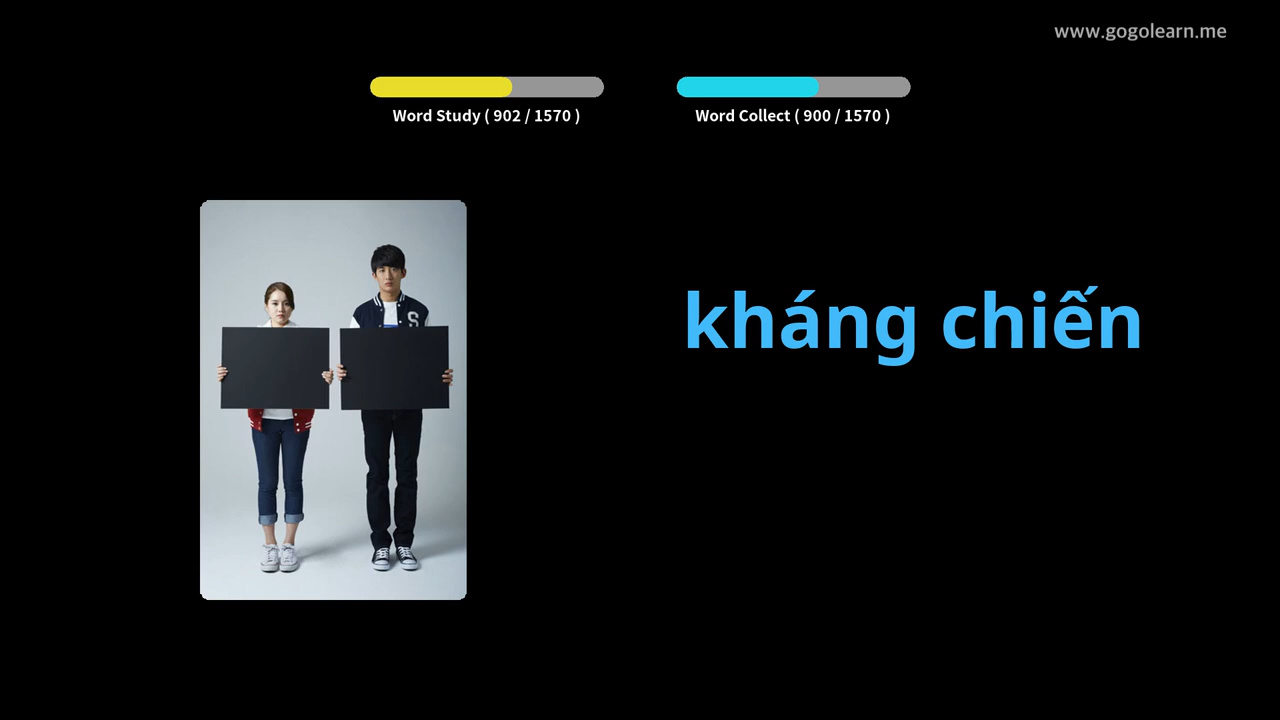 www.gogolearn.me
Word Study ( 902 / 1570 )
Word Collect ( 900 / 1570 )
S
kháng chiến